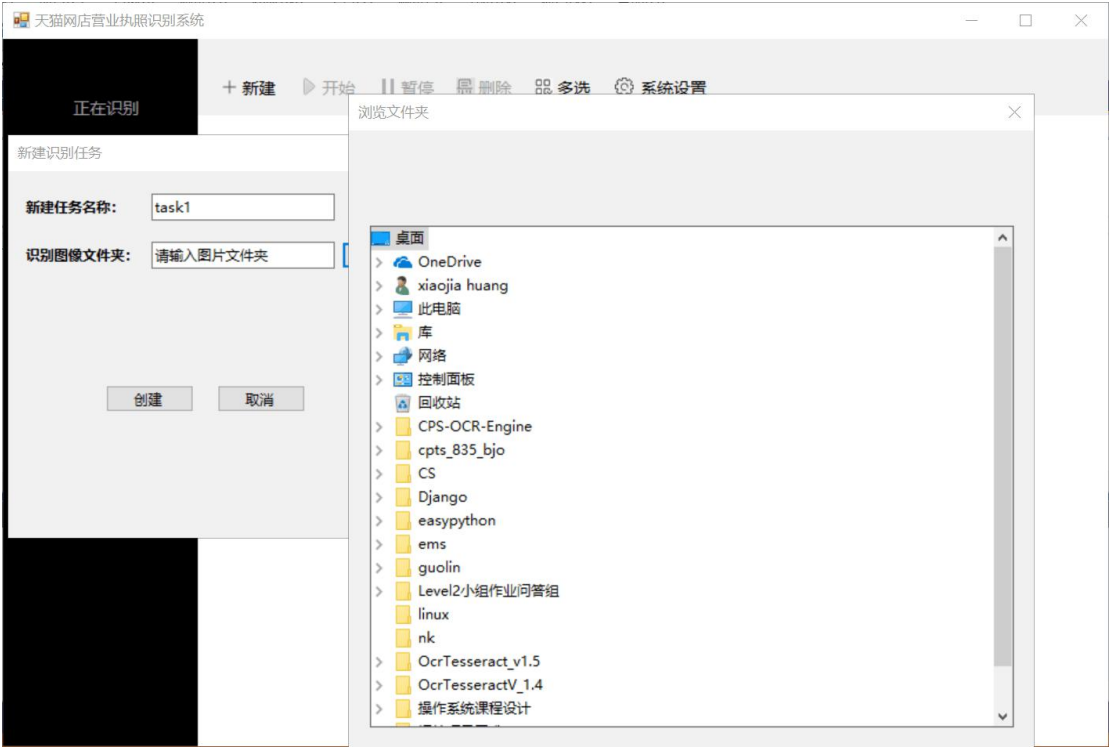 天猫网店营业执照识别系统
正在识别
新建 开始 暂停 删除 多选 系统设置
新建识别任务
新建任务名称: task1
识别图像文件夹: 请输入图片文件夹
创建 取消
浏览文件夹
桌面
OneDrive
xiaojia huang
此电脑
库
网络
控制面板
回收站
CPS-OCR-Engine
cpts_835_bjo
CS
Django
easypython
ems
guolin
Level2小组作业问答组
linux
nk
OcrTesseract_v1.5
OcrTesseractV_1.4
操作系统课程设计